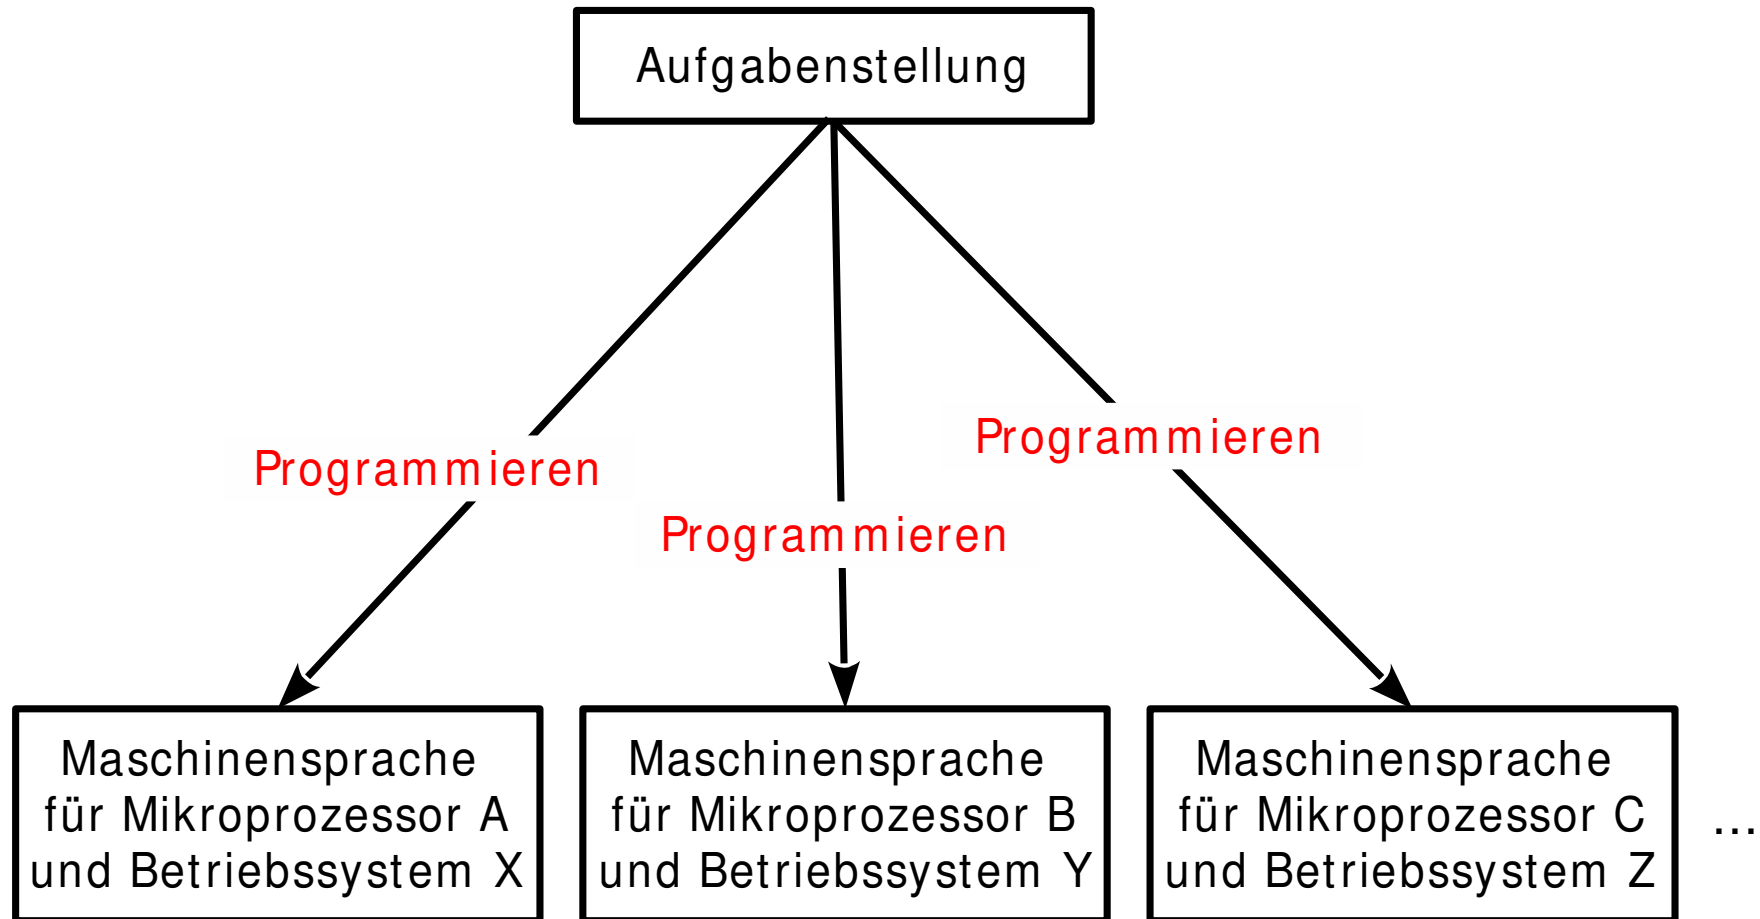 Aufgabenstellung
Programmieren
Programmieren
Programmieren
Maschinensprache
für Mikroprozessor A
und Betriebssystem X
Maschinensprache
für Mikroprozessor B
und Betriebssystem Y
Maschinensprache
für Mikroprozessor C
und Betriebssystem Z
...